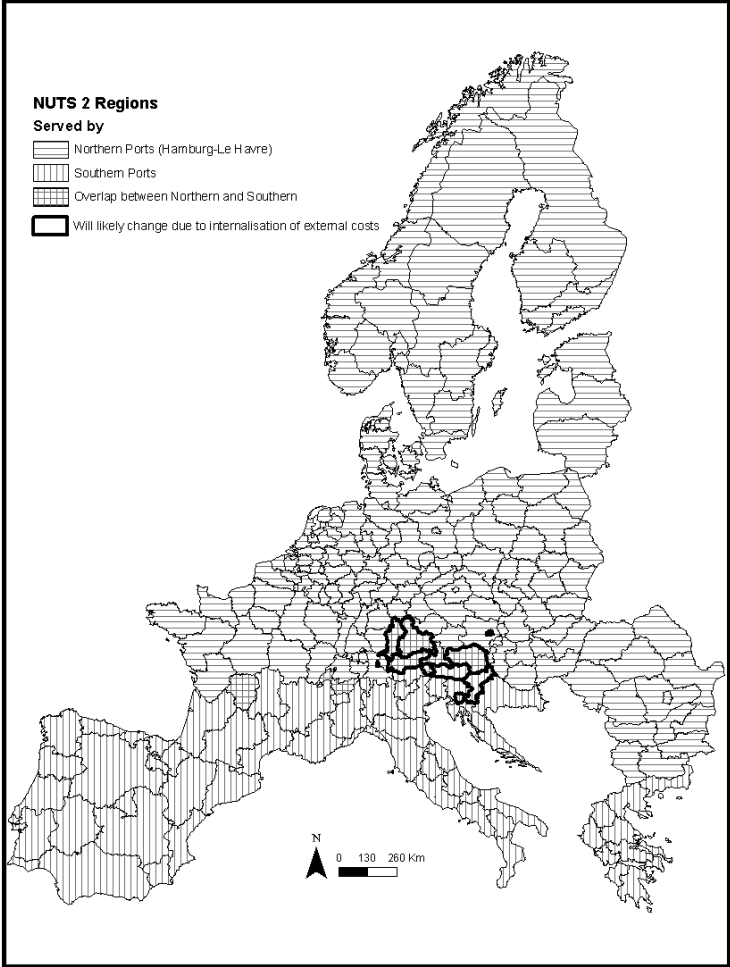 NUTS 2 Regions
Served by
Northern Ports (Hamburg-Le Havre)
Southern Ports
Overlap between Northern and Southern
Will likely change due to internalisation of external costs
N
0 130 260 Km